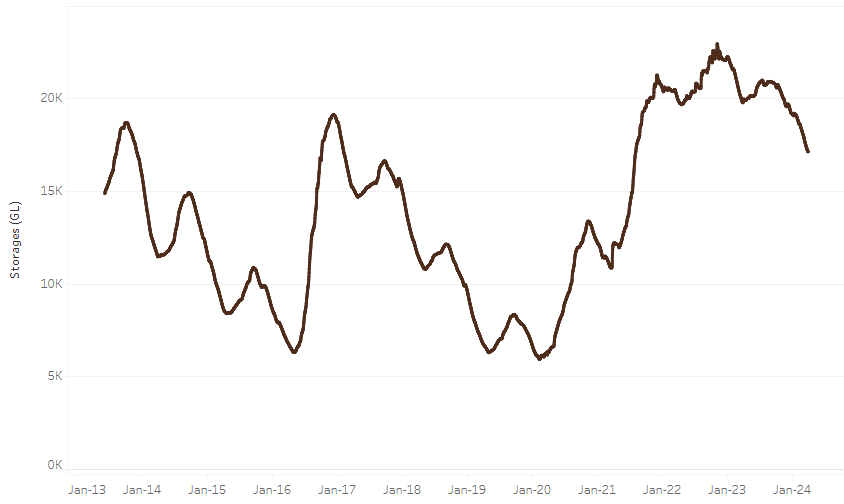 20K
15K
10K
5K
0K
Storages (GL)
Jan-13 Jan-14 Jan-15 Jan-16 Jan-17 Jan-18 Jan-19 Jan-20 Jan-21 Jan-22 Jan-23 Jan-24